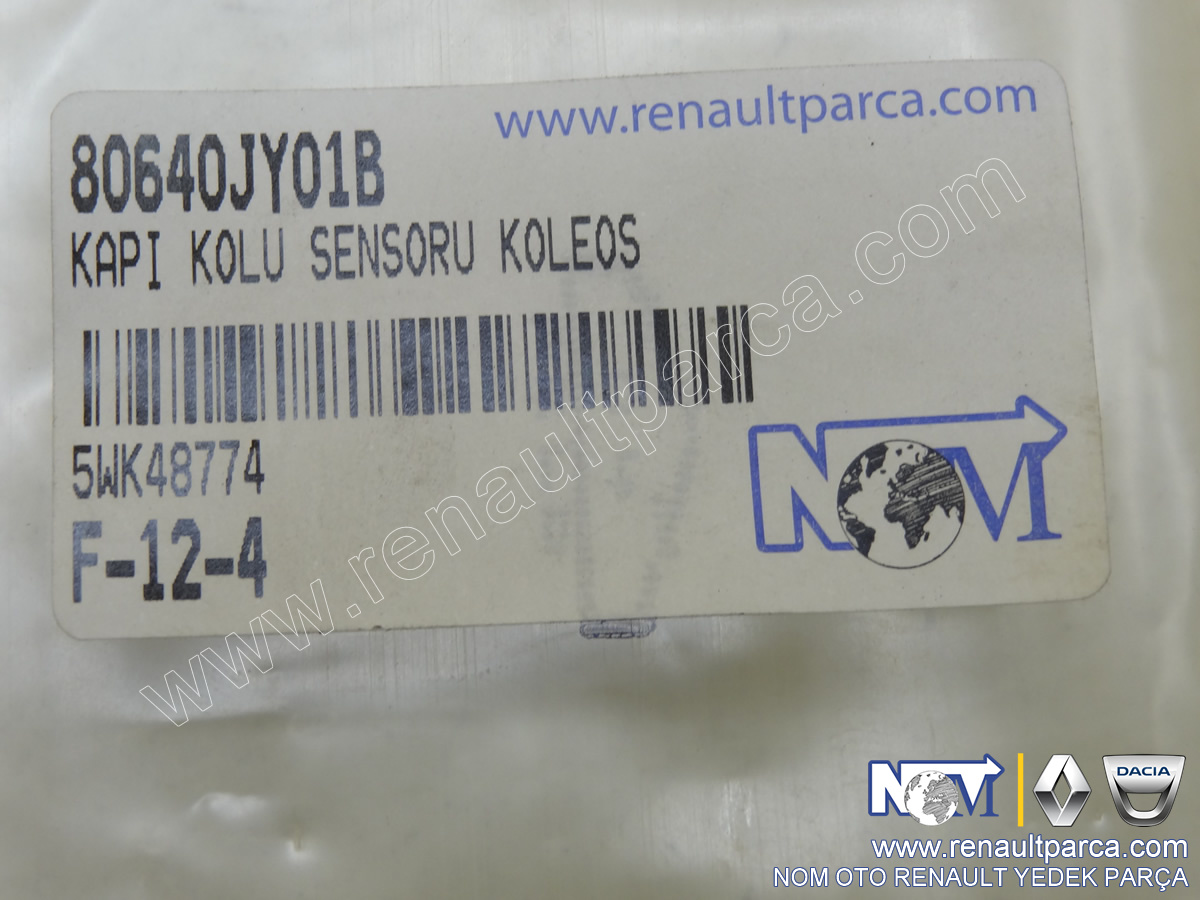 www.renaultparca.com
80640JY01B
KAPI KOLU SENSORU KOLEOS
5WK48774
F-12-4
NOM
www.renaultparca.com
NOM
DACIA
www.renaultparca.com
NOM OTO RENAULT YEDEK PARÇA